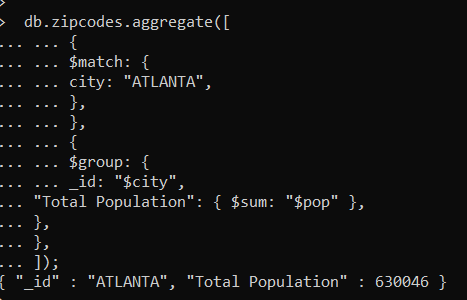 >
> db.zipcodes.aggregate([
... ... {
... ... $match: {
... ... city: "ATLANTA",
... ... },
... ... },
... ... {
... ... $group: {
... ... _id: "$city",
... "Total Population": { $sum: "$pop" },
... },
... },
... ]);
{ "_id" : "ATLANTA", "Total Population" : 630046 }